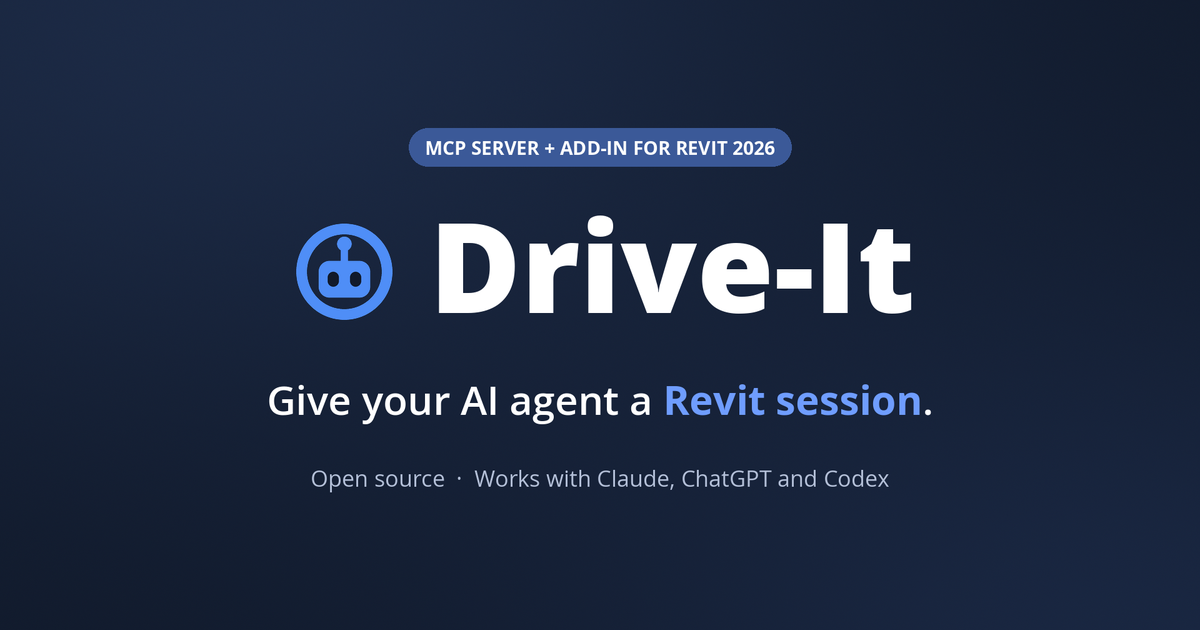 MCP SERVER + ADD-IN FOR REVIT 2026
Drive-It
Give your AI agent a Revit session.
Open source · Works with Claude, ChatGPT and Codex